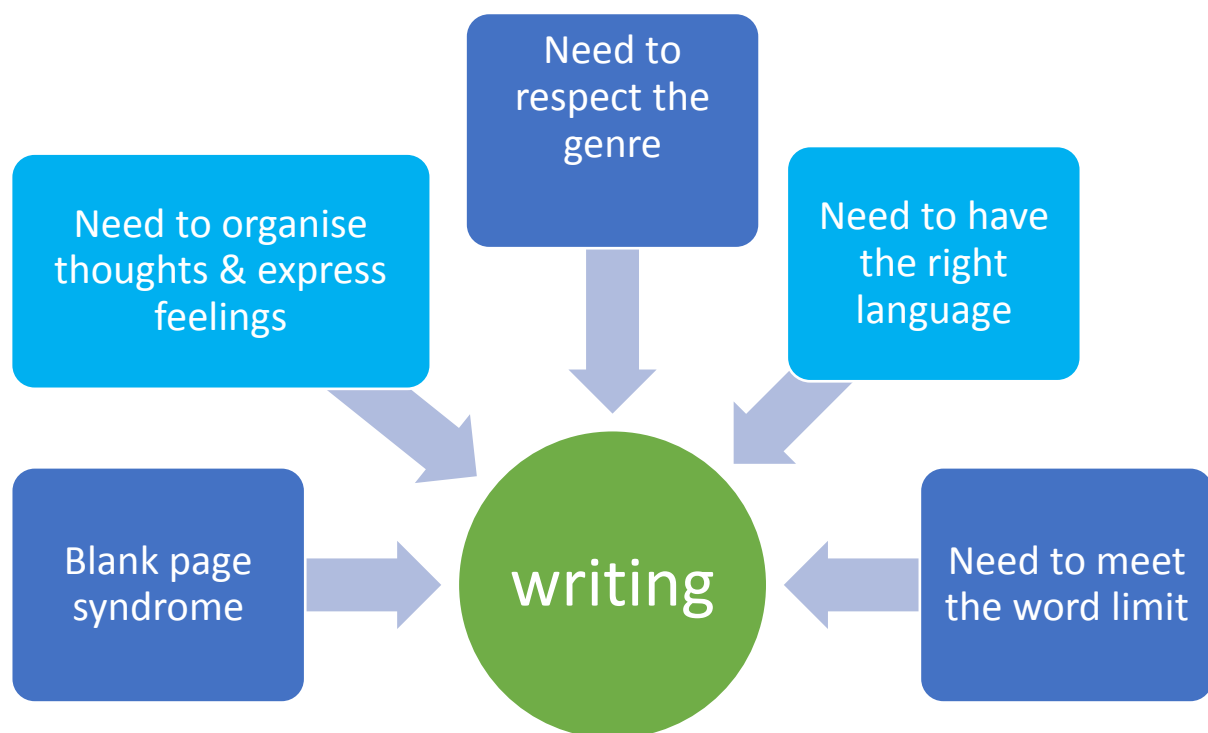 Need to
respect the
genre
Need to organise
thoughts & express
feelings
Need to have
the right
language
Blank page
syndrome
writing
Need to meet
the word limit